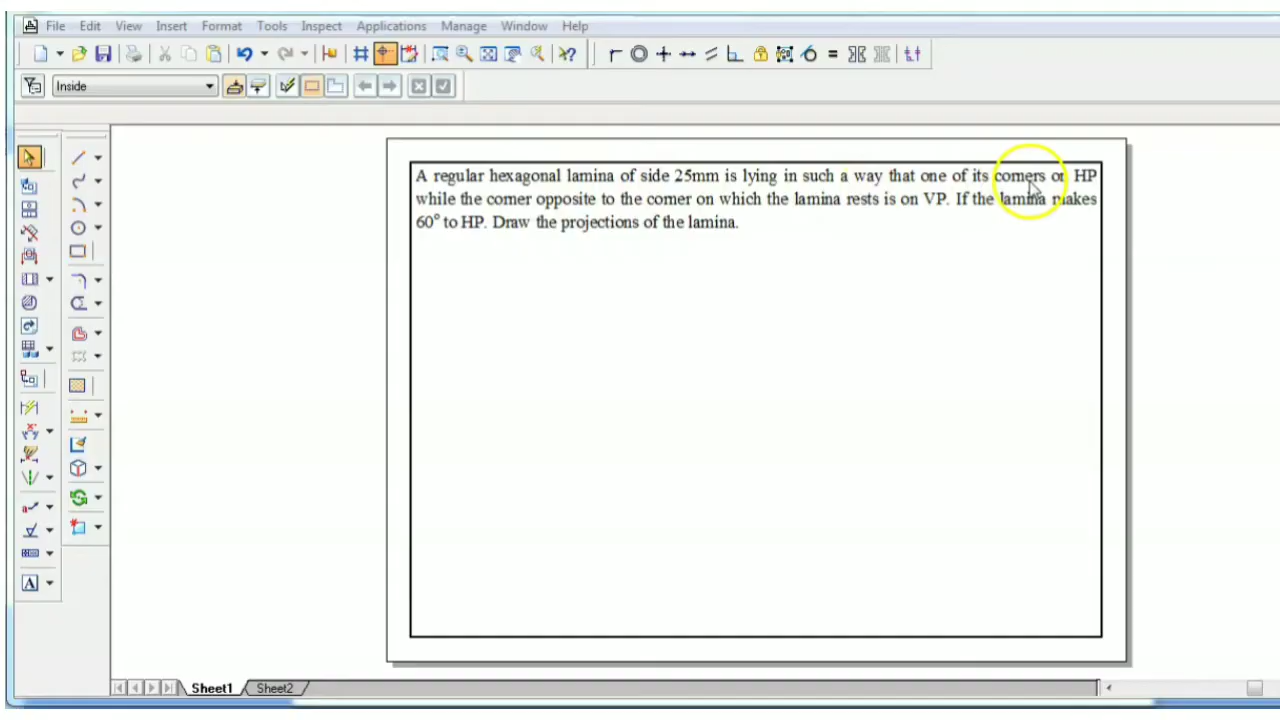 File Edit View Insert Format Tools Inspect Applications Manage Window Help
Inside
A regular hexagonal lamina of side 25mm is lying in such a way that one of its corners on HP
while the corner opposite to the corner on which the lamina rests is on VP. If the lamina makes
60° to HP. Draw the projections of the lamina.
Sheet1 Sheet2